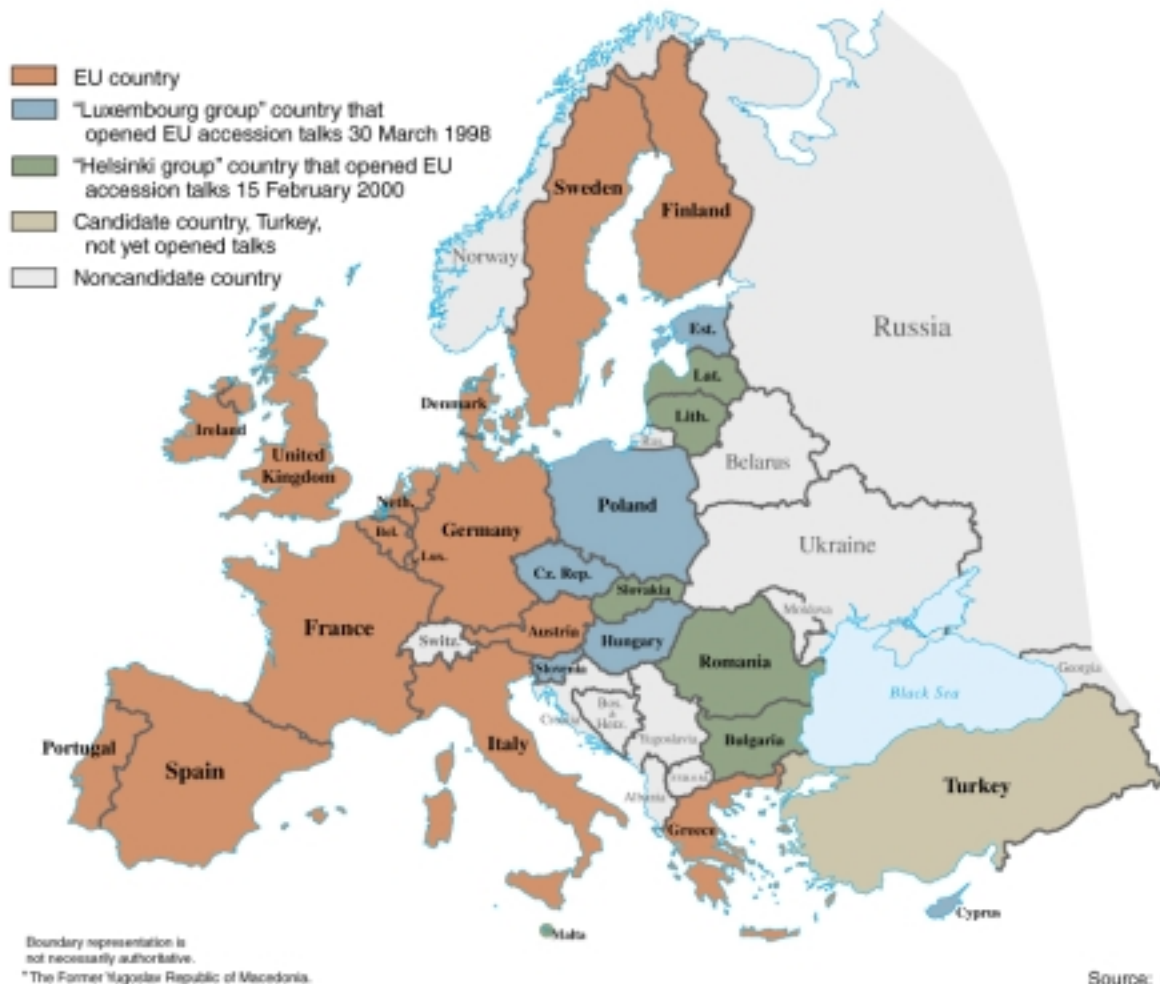 EU country
“Luxembourg group” country that
opened EU accession talks 30 March 1998
“Helsinki group” country that opened EU
accession talks 15 February 2000
Candidate country, Turkey,
not yet opened talks
Noncandidate country
Sweden
Finland
Norway
Russia
Est.
Lat.
Lith.
Rus.
Denmark
Ireland
United
Kingdom
Belarus
Neth.
Poland
Bel.
Germany
Ukraine
Lux.
Cz. Rep.
Slovakia
Moldova
France
Switz.
Austria
Hungary
Romania
Slovenia
Georgia
Black Sea
Croatia
Bos.
&
Herz.
Yugoslavia
Bulgaria
Portugal
Spain
Italy
Turkey
Albania
Greece
Cyprus
Malta
Boundary representation is
not necessarily authoritative.
*The Former Yugoslav Republic of Macedonia.
Source: